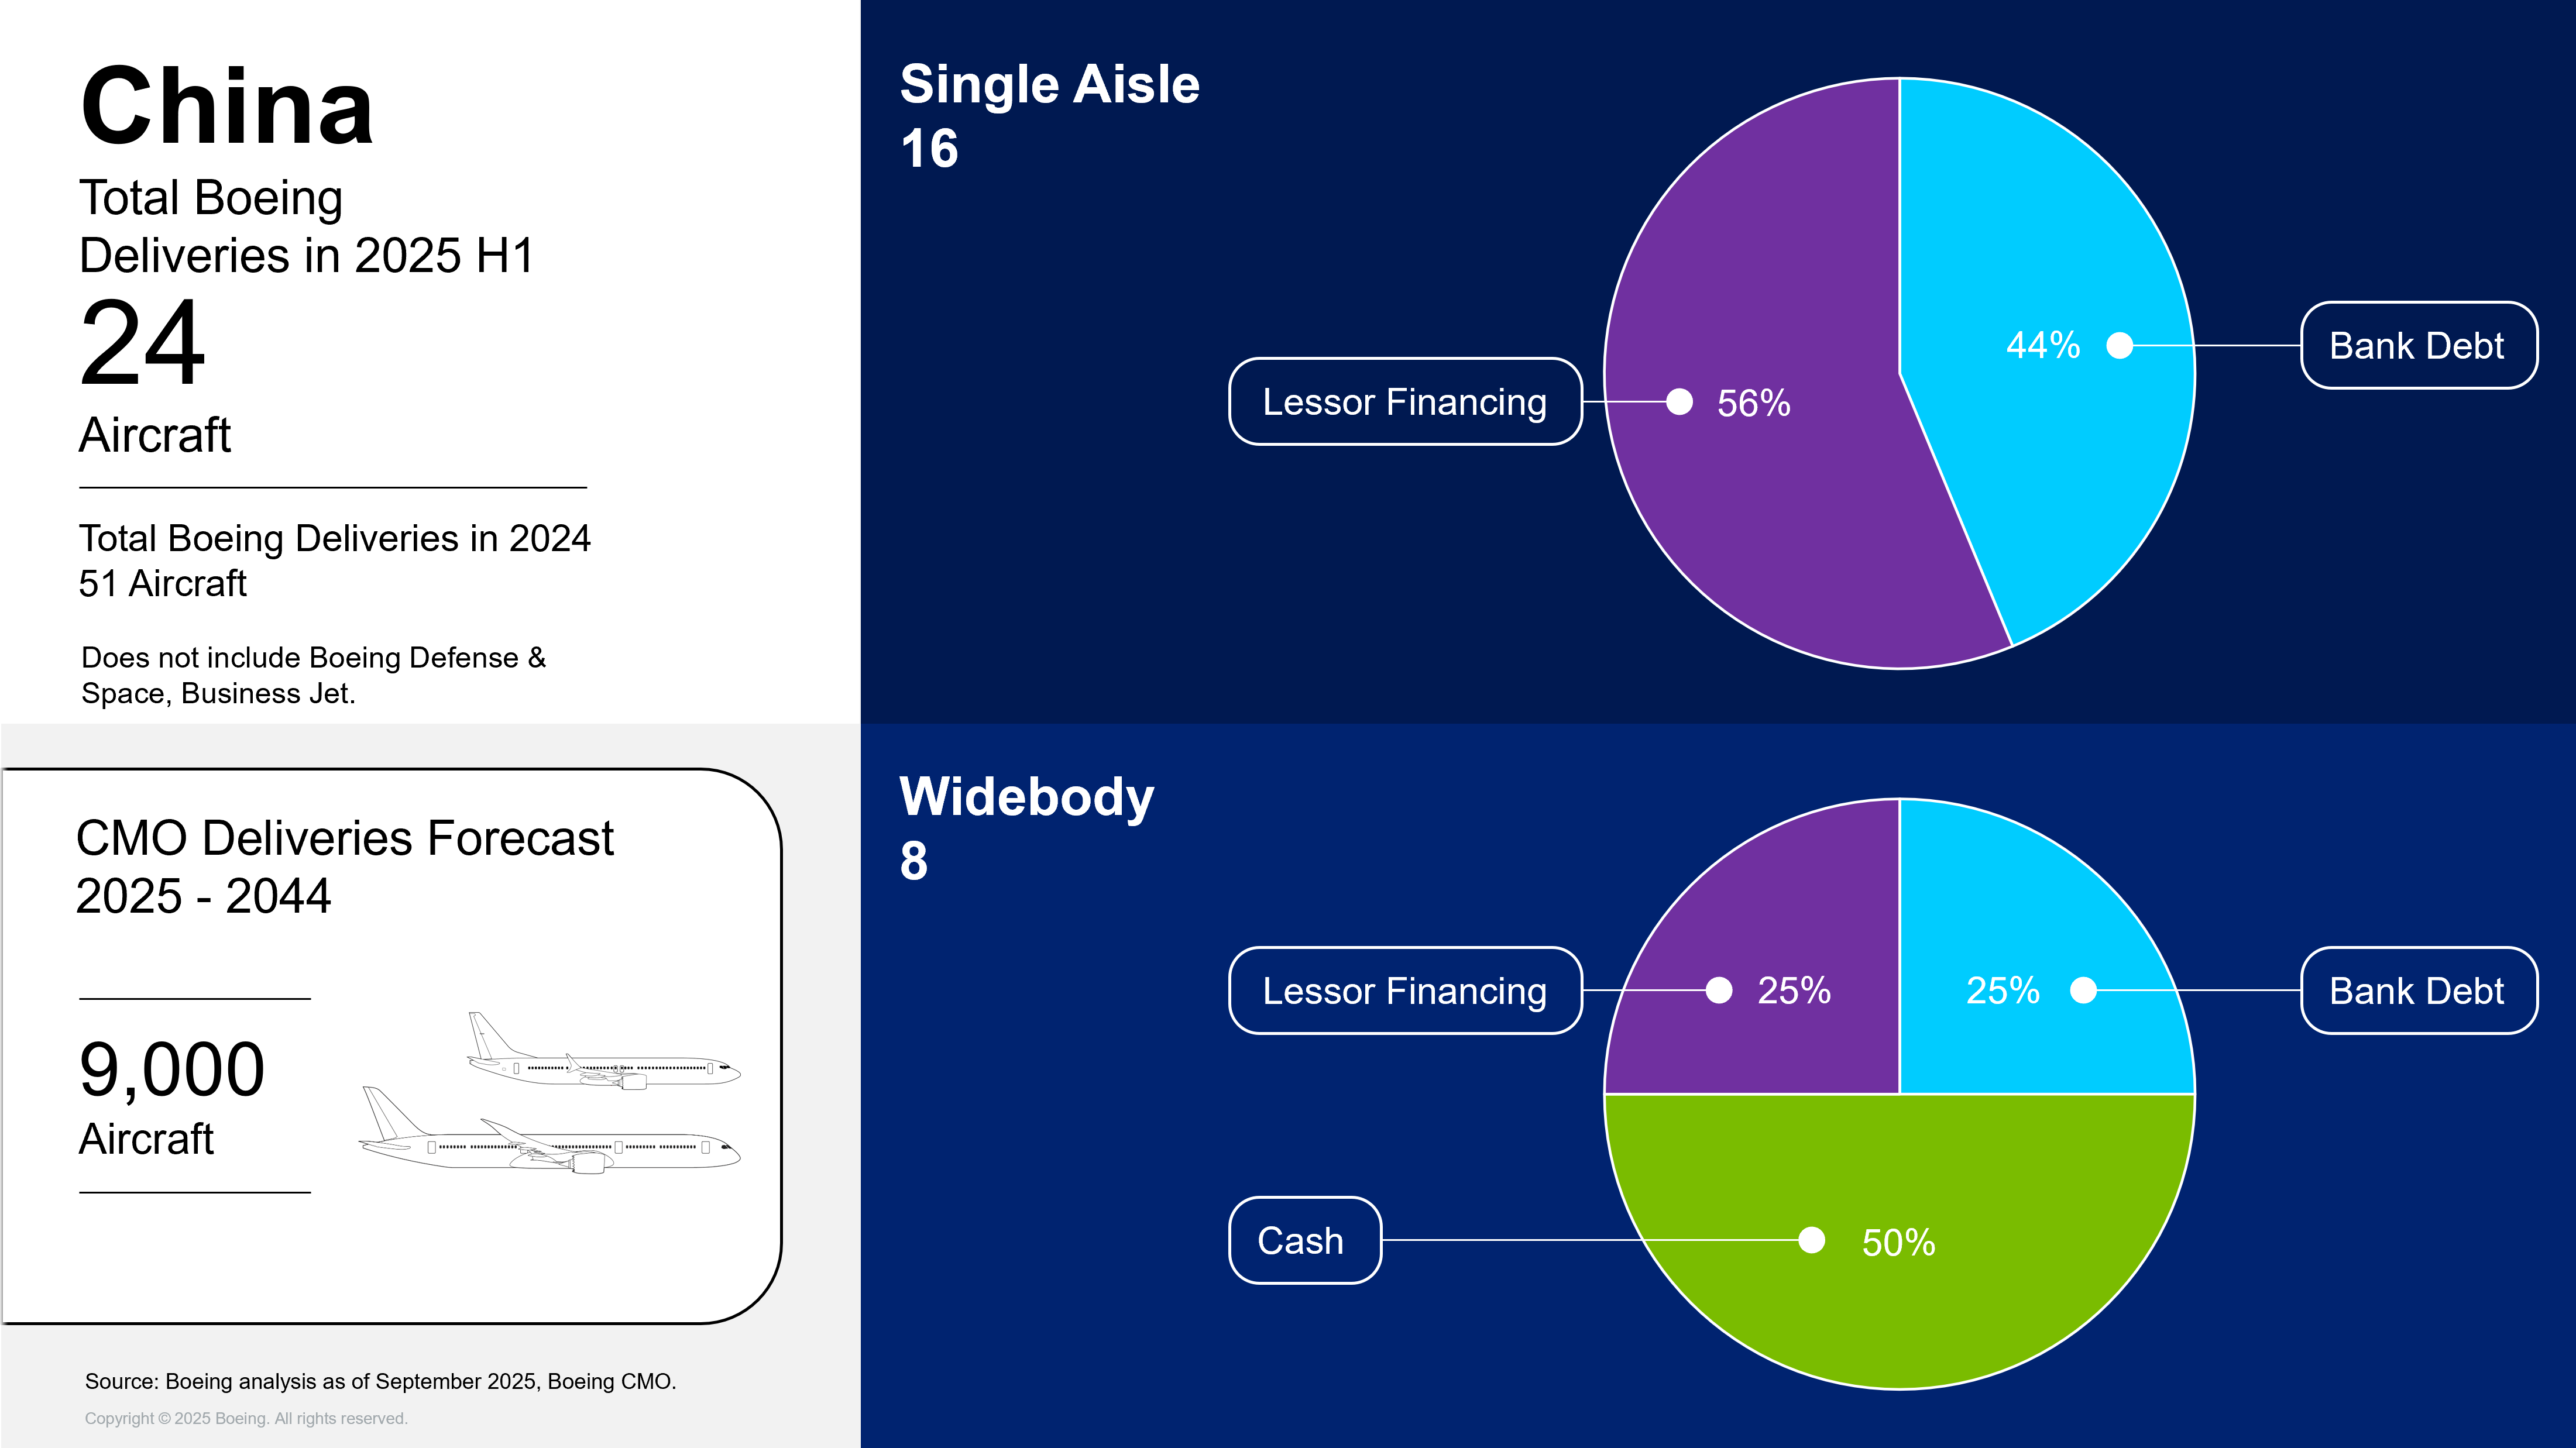 China
Total Boeing
Deliveries in 2025 H1
24
Aircraft
Total Boeing Deliveries in 2024
51 Aircraft
Does not include Boeing Defense &
Space, Business Jet.
CMO Deliveries Forecast
2025 - 2044
9,000
Aircraft
Source: Boeing analysis as of September 2025, Boeing CMO.
Copyright © 2025 Boeing. All rights reserved.
Single Aisle
16
44%
Bank Debt
Lessor Financing
56%
Widebody
8
Lessor Financing
25%
25%
Bank Debt
Cash
50%